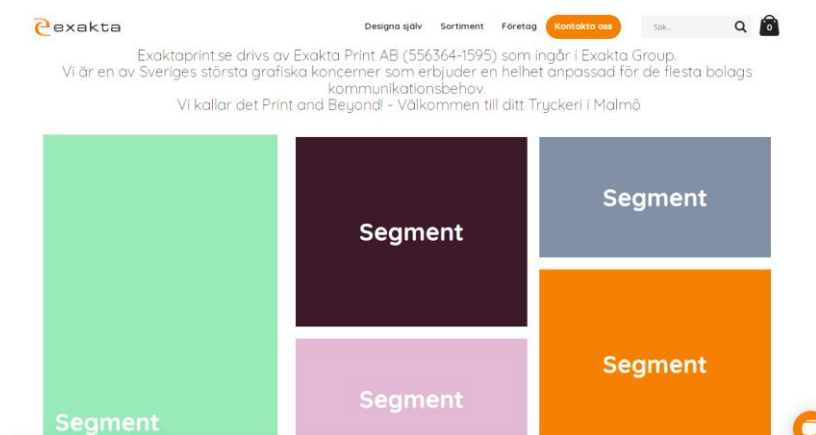 exakta
Designa själv Sortiment Företag Kontakta oss Sök... 0
Exaktaprint.se drivs av Exakta Print AB (556364-1595) som ingår i Exakta Group.
Vi är en av Sveriges största grafiska koncerner som erbjuder en helhet anpassad för de flesta bolags
kommunikationsbehov.
Vi kallar det Print and Beyond! - Välkommen till ditt Tryckeri i Malmö
Segment
Segment
Segment
Segment
Segment